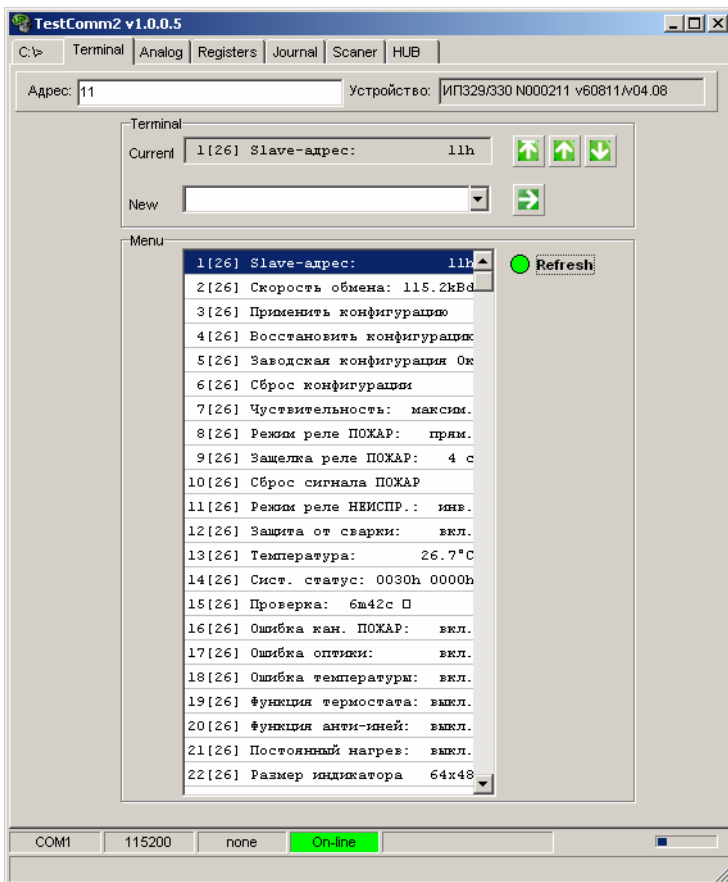 TestComm2 v1.0.0.5
C:\> Terminal Analog Registers Journal Scaner HUB
Адрес: 11 Устройство: ИП329/330 N000211 v60811/v04.08
Terminal
Current 1[26] Slave-адрес: 11h
New
Menu
1[26] Slave-адрес: 11h
Refresh
2[26] Скорость обмена: 115.2kBd
3[26] Применить конфигурацию
4[26] Восстановить конфигурацию
5[26] Заводская конфигурация Ок
6[26] Сброс конфигурации
7[26] Чуствительность: максим.
8[26] Режим реле ПОЖАР: прям.
9[26] Защелка реле ПОЖАР: 4 с
10[26] Сброс сигнала ПОЖАР
11[26] Режим реле НЕИСПР.: инв.
12[26] Защита от сварки: вкл.
13[26] Температура: 26.7°C
14[26] Сист. статус: 0030h 0000h
15[26] Проверка: 6m42c □
16[26] Ошибка кан. ПОЖАР: вкл.
17[26] Ошибка оптики: вкл.
18[26] Ошибка температуры: вкл.
19[26] Функция термостата: выкл.
20[26] Функция анти-иней: выкл.
21[26] Постоянный нагрев: выкл.
22[26] Размер индикатора 64x48
COM1 115200 none On-line